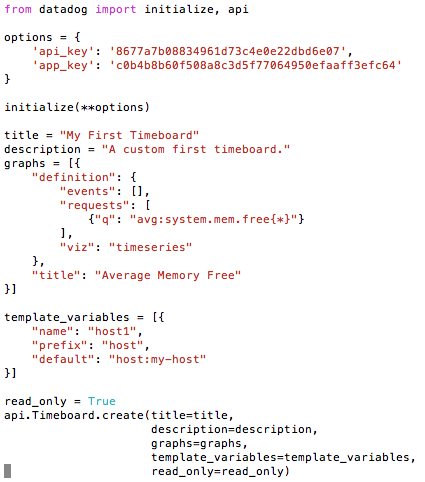 from datadog import initialize, api
options = {
    'api_key': '8677a7b08834961d73c4e0e22dbd6e07',
    'app_key': 'c0b4b8b60f508a8c3d5f77064950efaaff3efc64'
}
initialize(**options)
title = "My First Timeboard"
description = "A custom first timeboard."
graphs = [{
    "definition": {
        "events": [],
        "requests": [
            {"q": "avg:system.mem.free{*}"}
        ],
        "viz": "timeseries"
    },
    "title": "Average Memory Free"
}]
template_variables = [{
    "name": "host1",
    "prefix": "host",
    "default": "host:my-host"
}]
read_only = True
api.Timeboard.create(title=title,
                     description=description,
                     graphs=graphs,
                     template_variables=template_variables,
                     read_only=read_only)